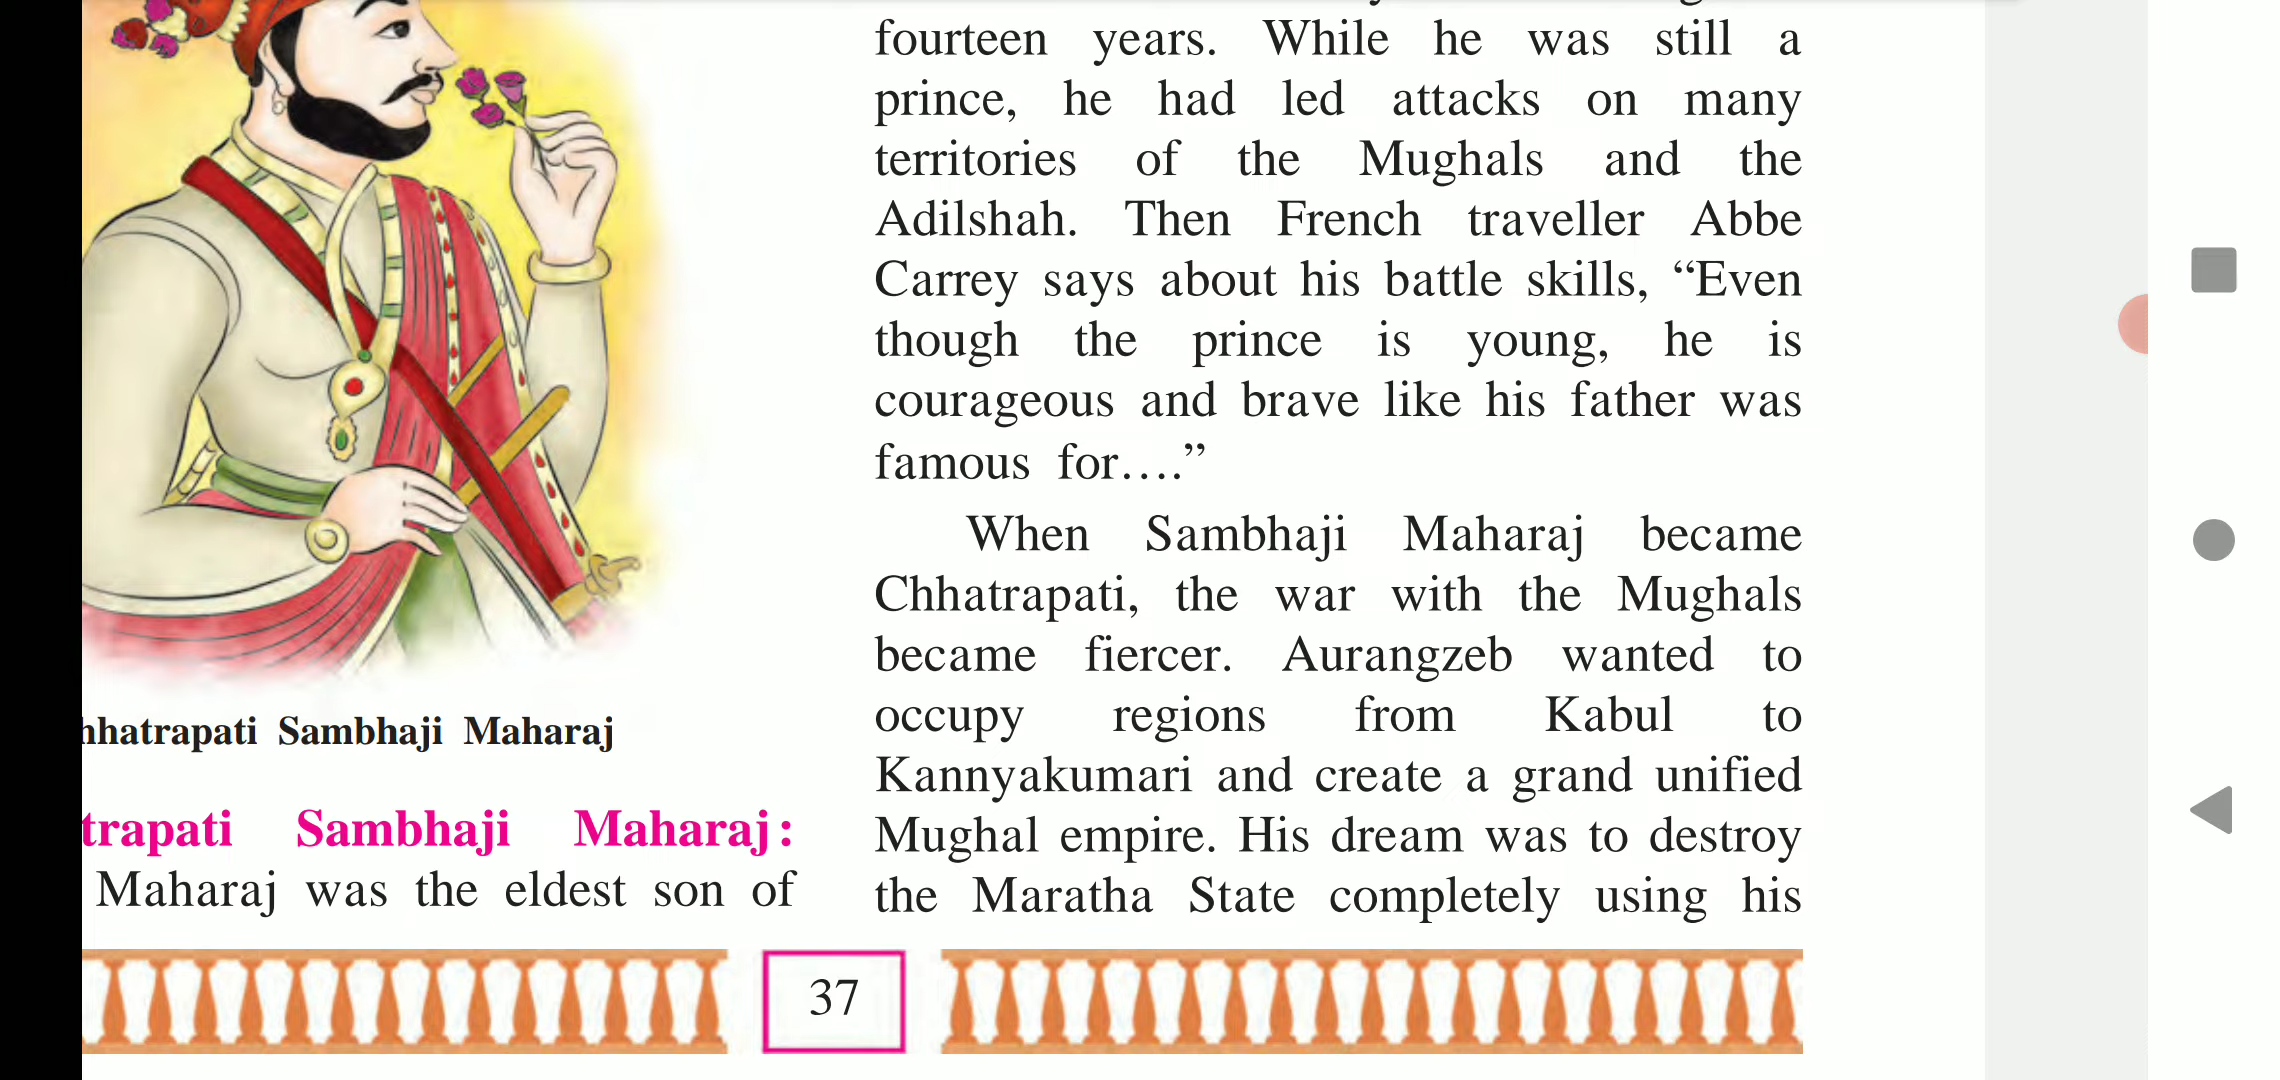 hhatrapati Sambhaji Maharaj
trapati Sambhaji Maharaj:
Maharaj was the eldest son of
fourteen years. While he was still a
prince, he had led attacks on many
territories of the Mughals and the
Adilshah. Then French traveller Abbe
Carrey says about his battle skills, “Even
though the prince is young, he is
courageous and brave like his father was
famous for....”
When Sambhaji Maharaj became
Chhatrapati, the war with the Mughals
became fiercer. Aurangzeb wanted to
occupy regions from Kabul to
Kannyakumari and create a grand unified
Mughal empire. His dream was to destroy
the Maratha State completely using his
37